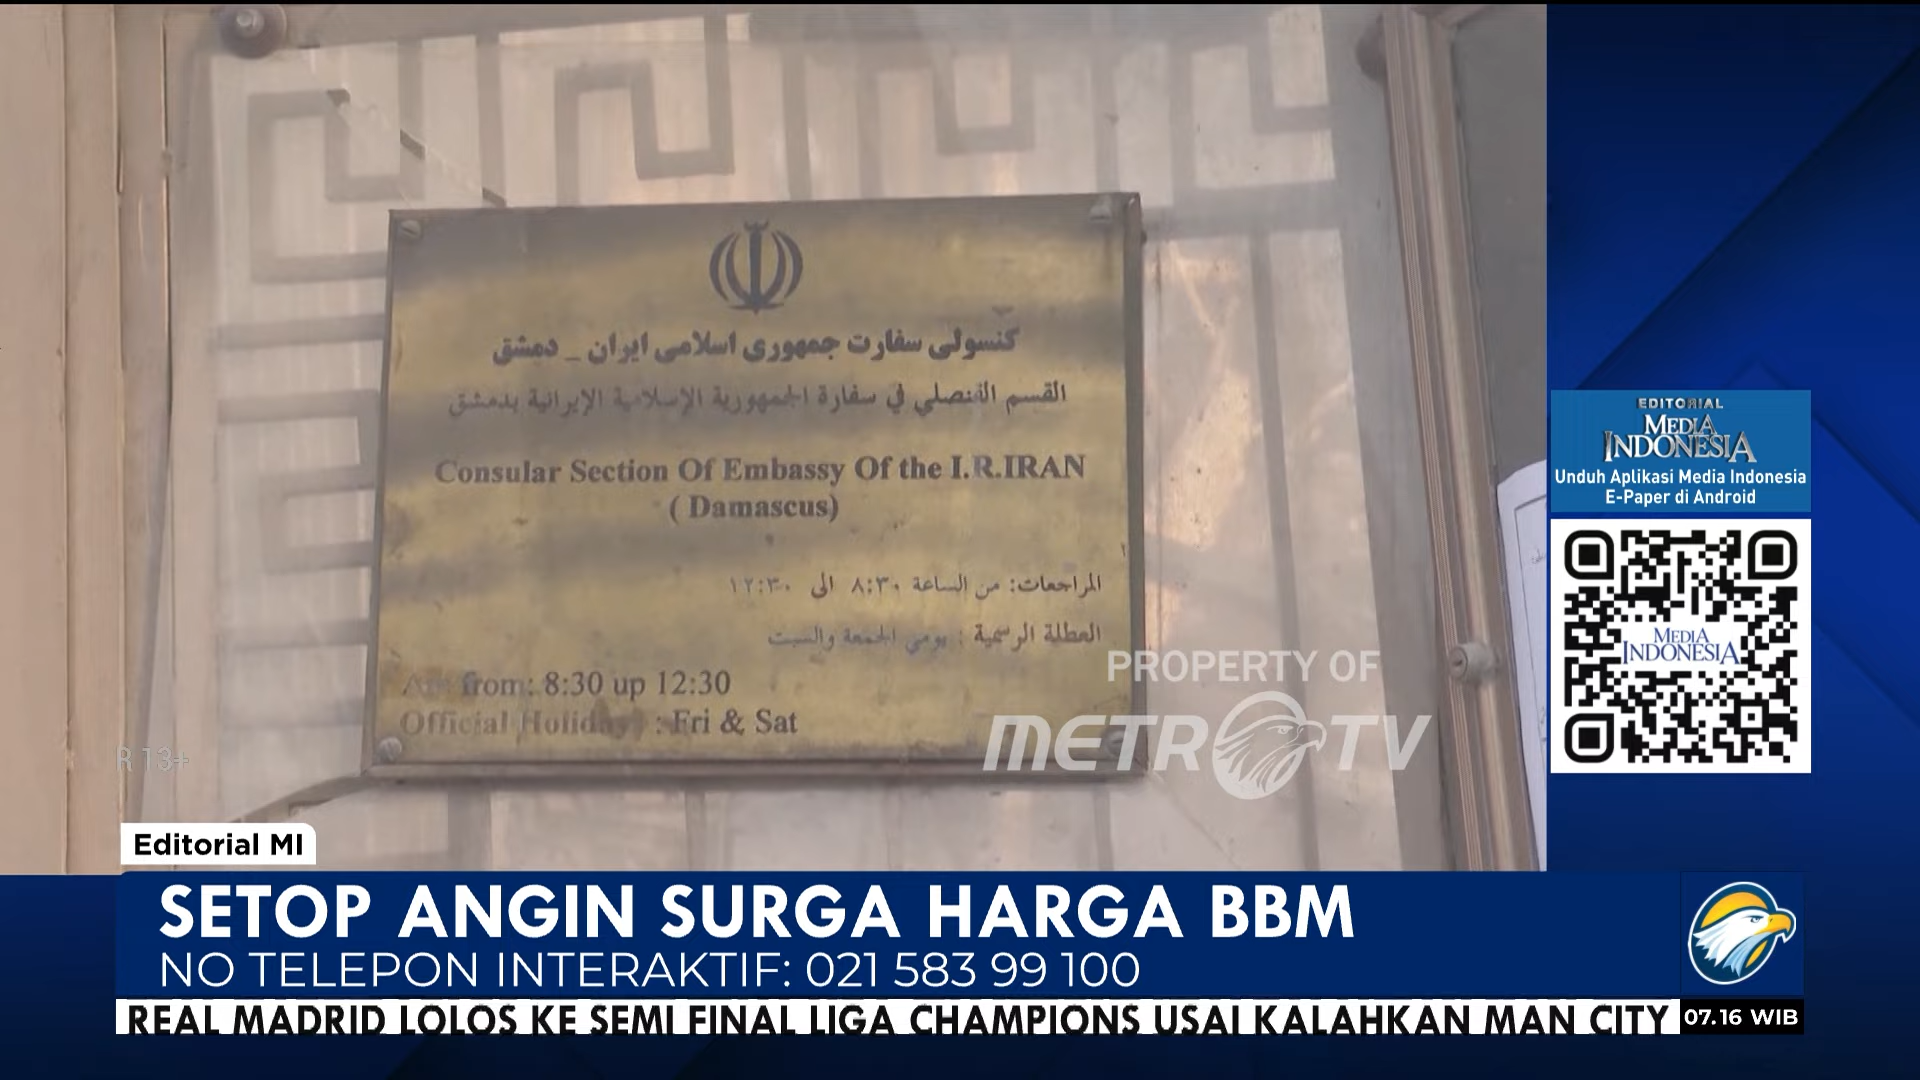 کنسولی سفارت جمهوری اسلامی ایران _ دمشق
القسم القنصلي في سفارة الجمهورية الإسلامية الإيرانية بدمشق
Consular Section Of Embassy Of the I.R.IRAN
( Damascus)
المراجعات: من الساعة ٨:٣٠ الى ١٢:٣٠
العطلة الرسمية : يومي الجمعة والسبت
from: 8:30 up 12:30
Official Holiday : Fri & Sat
PROPERTY OF
METRO TV
R 13+
EDITORIAL
MEDIA
INDONESIA
Unduh Aplikasi Media Indonesia
E-Paper di Android
MEDIA
INDONESIA
Editorial MI
SETOP ANGIN SURGA HARGA BBM
NO TELEPON INTERAKTIF: 021 583 99 100
REAL MADRID LOLOS KE SEMI FINAL LIGA CHAMPIONS USAI KALAHKAN MAN CITY
07.16 WIB